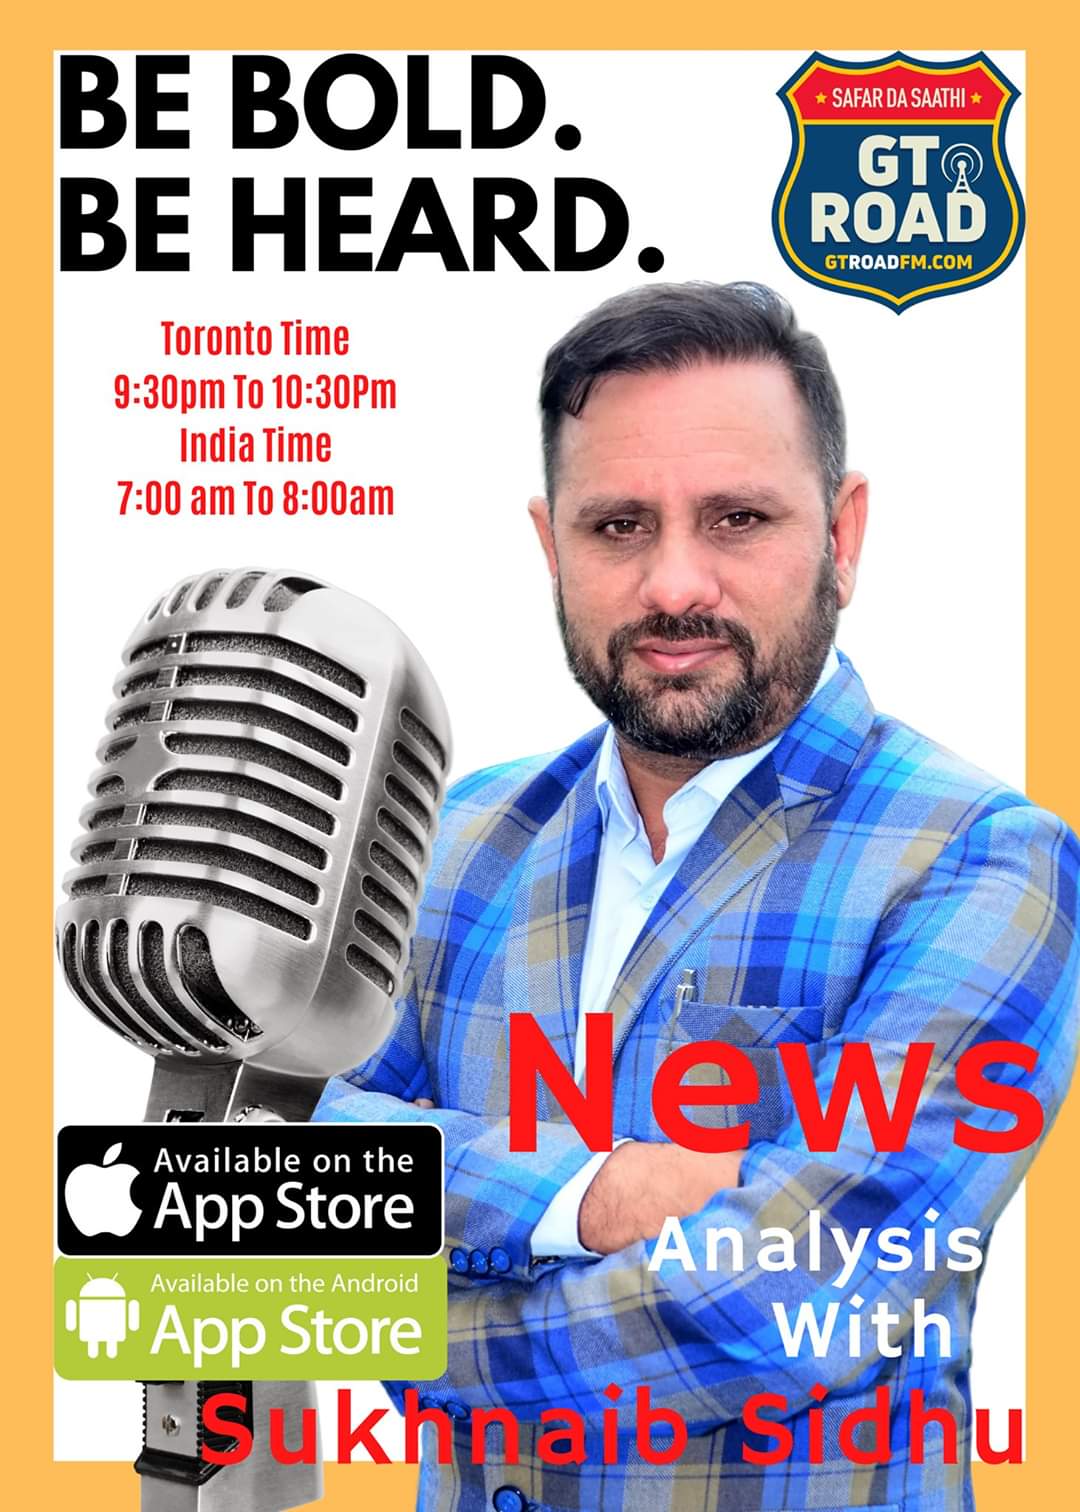 BE BOLD.
BE HEARD.
★ SAFAR DA SAATHI ★
GT
ROAD
GTROADFM.COM
Toronto Time
9:30pm To 10:30Pm
India Time
7:00 am To 8:00am
News
Available on the
App Store
Analysis
With
Available on the Android
App Store
Sukhnaib Sidhu